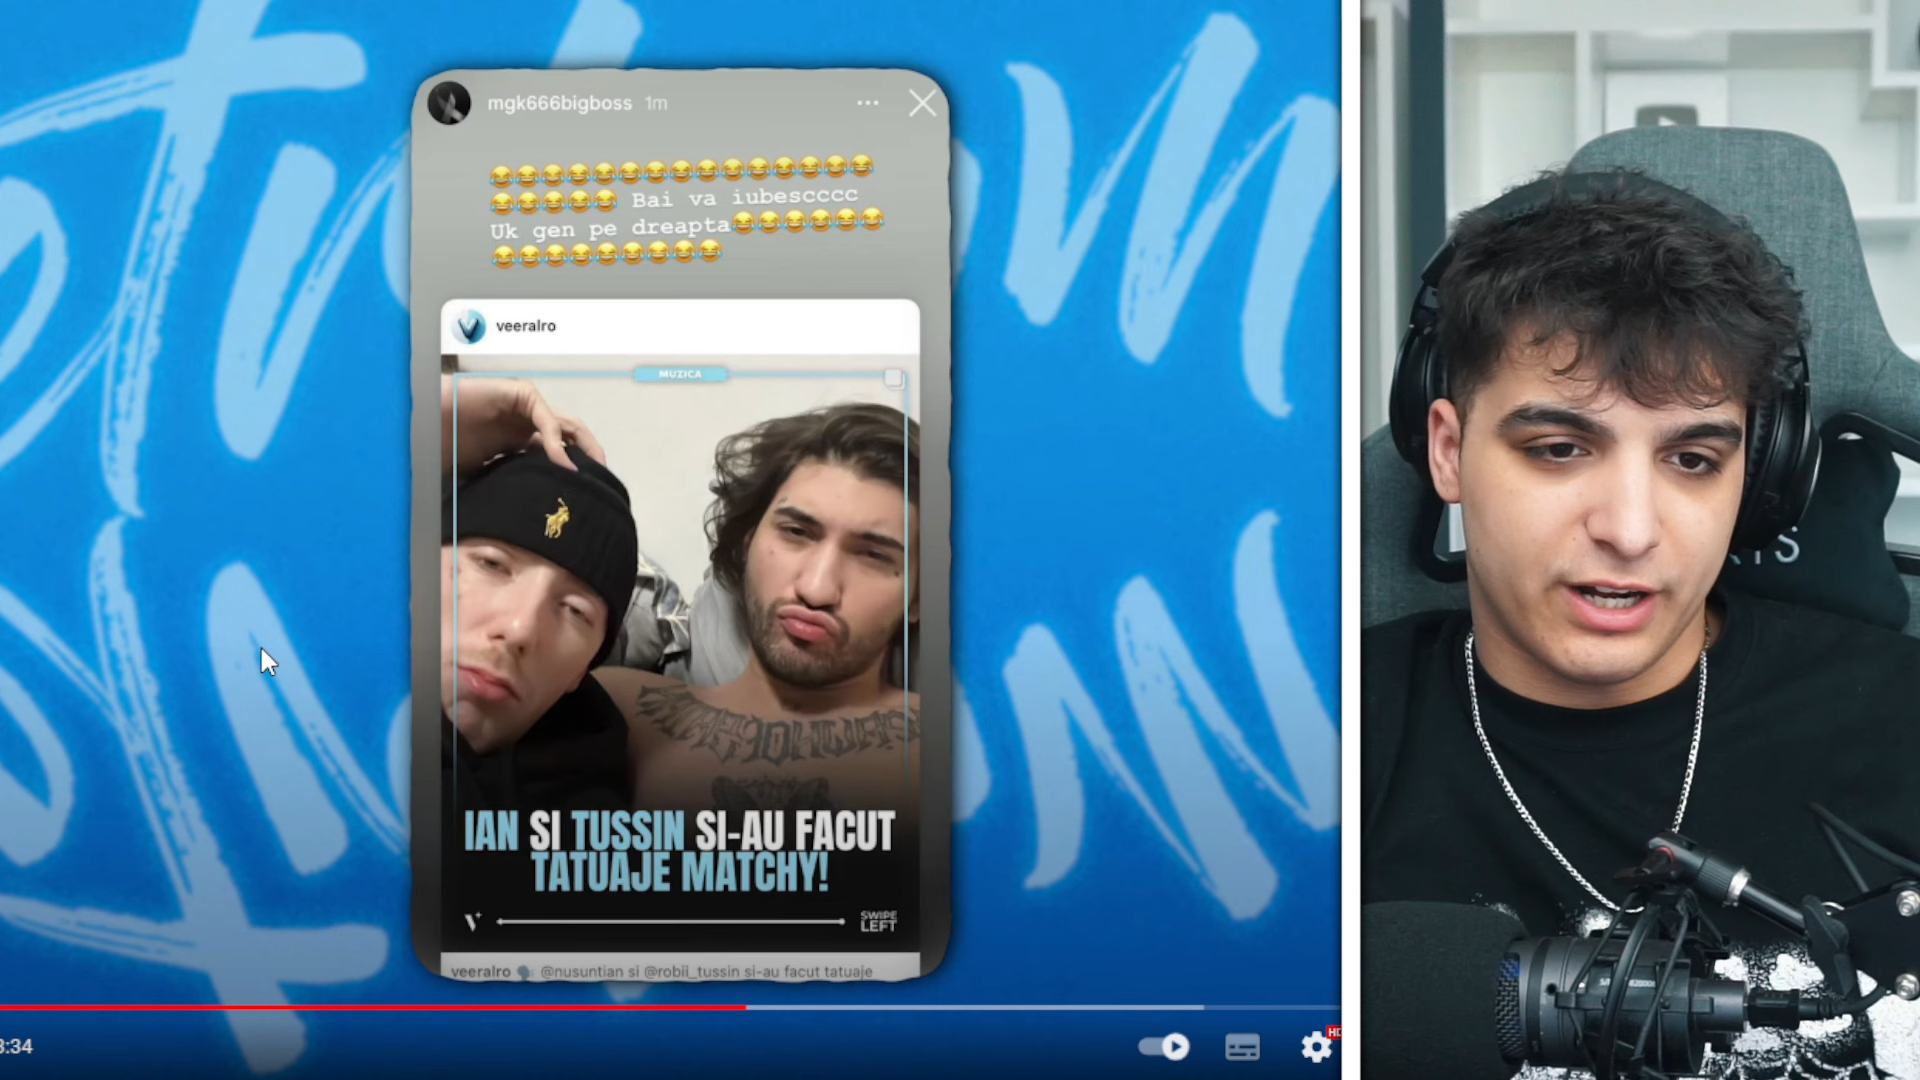 mgk666bigboss 1m
😂😂😂😂😂😂😂😂😂😂😂😂😂😂😂
😂😂😂😂😂 Bai va iubescccc
Uk gen pe dreapta😂😂😂😂😂😂
😂😂😂😂😂😂😂😂😂
veeralro
MUZICA
IAN SI TUSSIN SI-AU FACUT
TATUAJE MATCHY!
SWIPE
LEFT
veeralro 🗣️ @nusuntian si @robii_tussin si-au facut tatuaje
3:34
HD